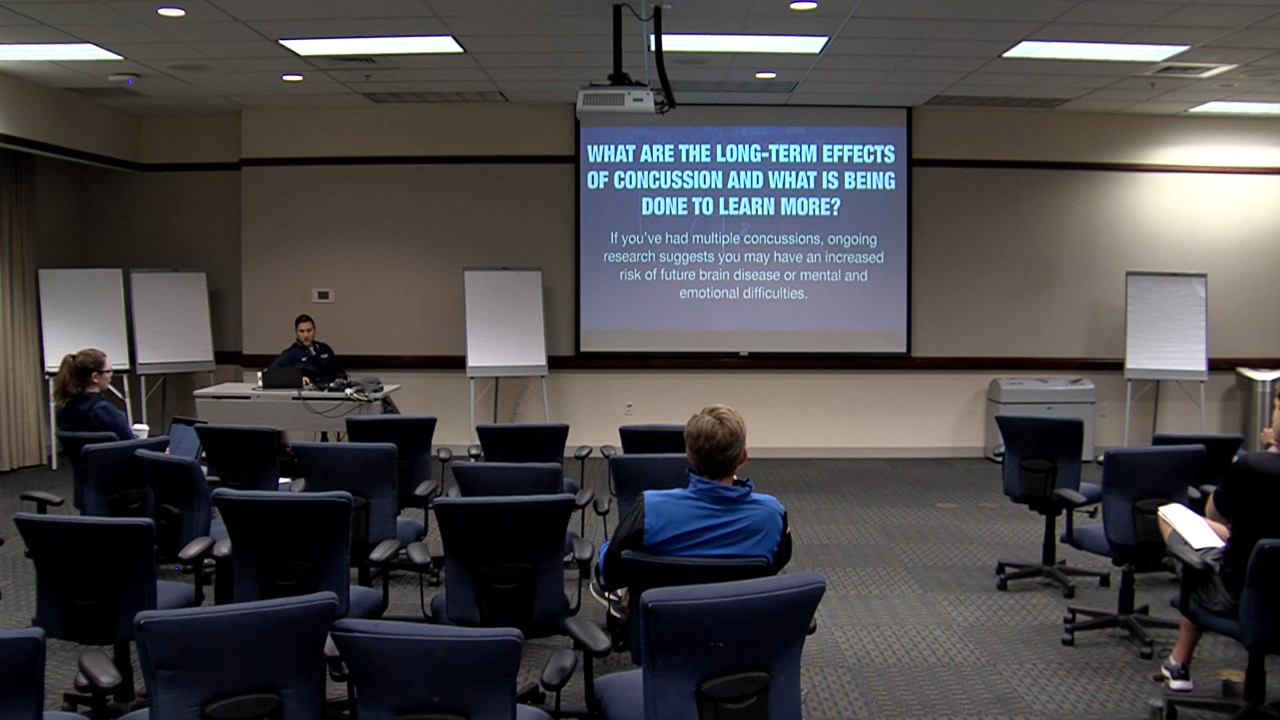 WHAT ARE THE LONG-TERM EFFECTS
OF CONCUSSION AND WHAT IS BEING
DONE TO LEARN MORE?
If you've had multiple concussions, ongoing
research suggests you may have an increased
risk of future brain disease or mental and
emotional difficulties.